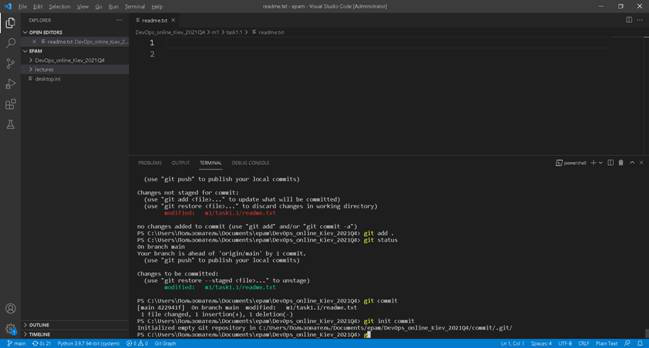 File Edit Selection View Go Run Terminal Help
readme.txt - epam - Visual Studio Code [Administrator]
EXPLORER
readme.txt
OPEN EDITORS
readme.txt DevOps_online_Kiev_2...
EPAM
DevOps_online_Kiev_2021Q4
lectures
desktop.ini
DevOps_online_Kiev_2021Q4 > m1 > task1.1 > readme.txt
1
2
PROBLEMS OUTPUT TERMINAL DEBUG CONSOLE
powershell
(use "git push" to publish your local commits)
Changes not staged for commit:
(use "git add <file>..." to update what will be committed)
(use "git restore <file>..." to discard changes in working directory)
modified: m1/task1.1/readme.txt
no changes added to commit (use "git add" and/or "git commit -a")
PS C:\Users\Пользователь\Documents\epam\DevOps_online_Kiev_2021Q4> git add .
PS C:\Users\Пользователь\Documents\epam\DevOps_online_Kiev_2021Q4> git status
On branch main
Your branch is ahead of 'origin/main' by 1 commit.
(use "git push" to publish your local commits)
Changes to be committed:
(use "git restore --staged <file>..." to unstage)
modified: m1/task1.1/readme.txt
PS C:\Users\Пользователь\Documents\epam\DevOps_online_Kiev_2021Q4> git commit
[main 422941f] On branch main modified: m1/task1.1/readme.txt
1 file changed, 1 insertion(+), 1 deletion(-)
PS C:\Users\Пользователь\Documents\epam\DevOps_online_Kiev_2021Q4> git init commit
Initialized empty Git repository in C:/Users/Пользователь/Documents/epam/DevOps_online_Kiev_2021Q4/commit/.git/
PS C:\Users\Пользователь\Documents\epam\DevOps_online_Kiev_2021Q4> g
OUTLINE
TIMELINE
main 0↓ 2↑ Python 3.9.7 64-bit (system) 0 0 Git Graph
Ln 1, Col 1 Spaces: 4 UTF-8 CRLF Plain Text